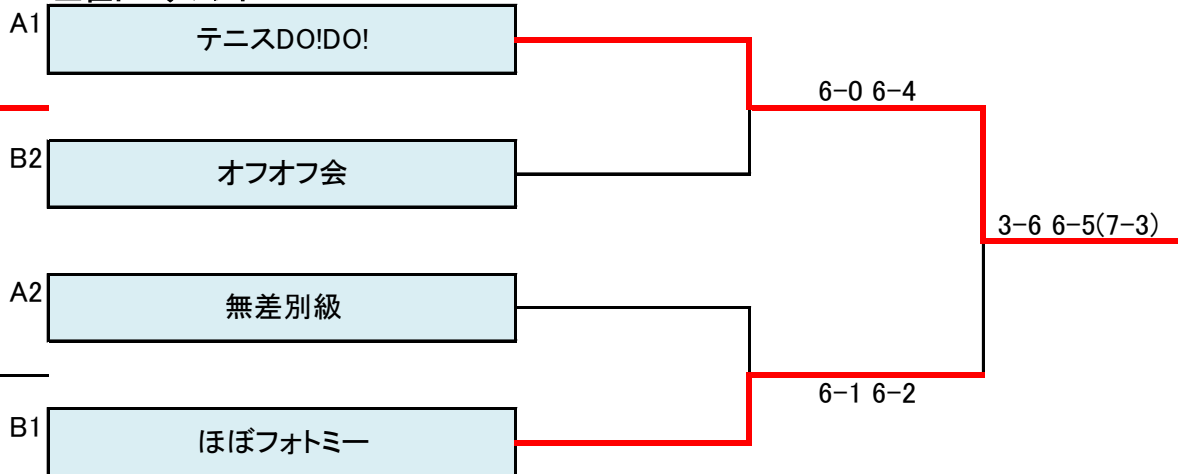 A1
テニスDO!DO!
6-0 6-4
B2
オフオフ会
3-6 6-5(7-3)
A2
無差別級
6-1 6-2
B1
ほぼフォトミー